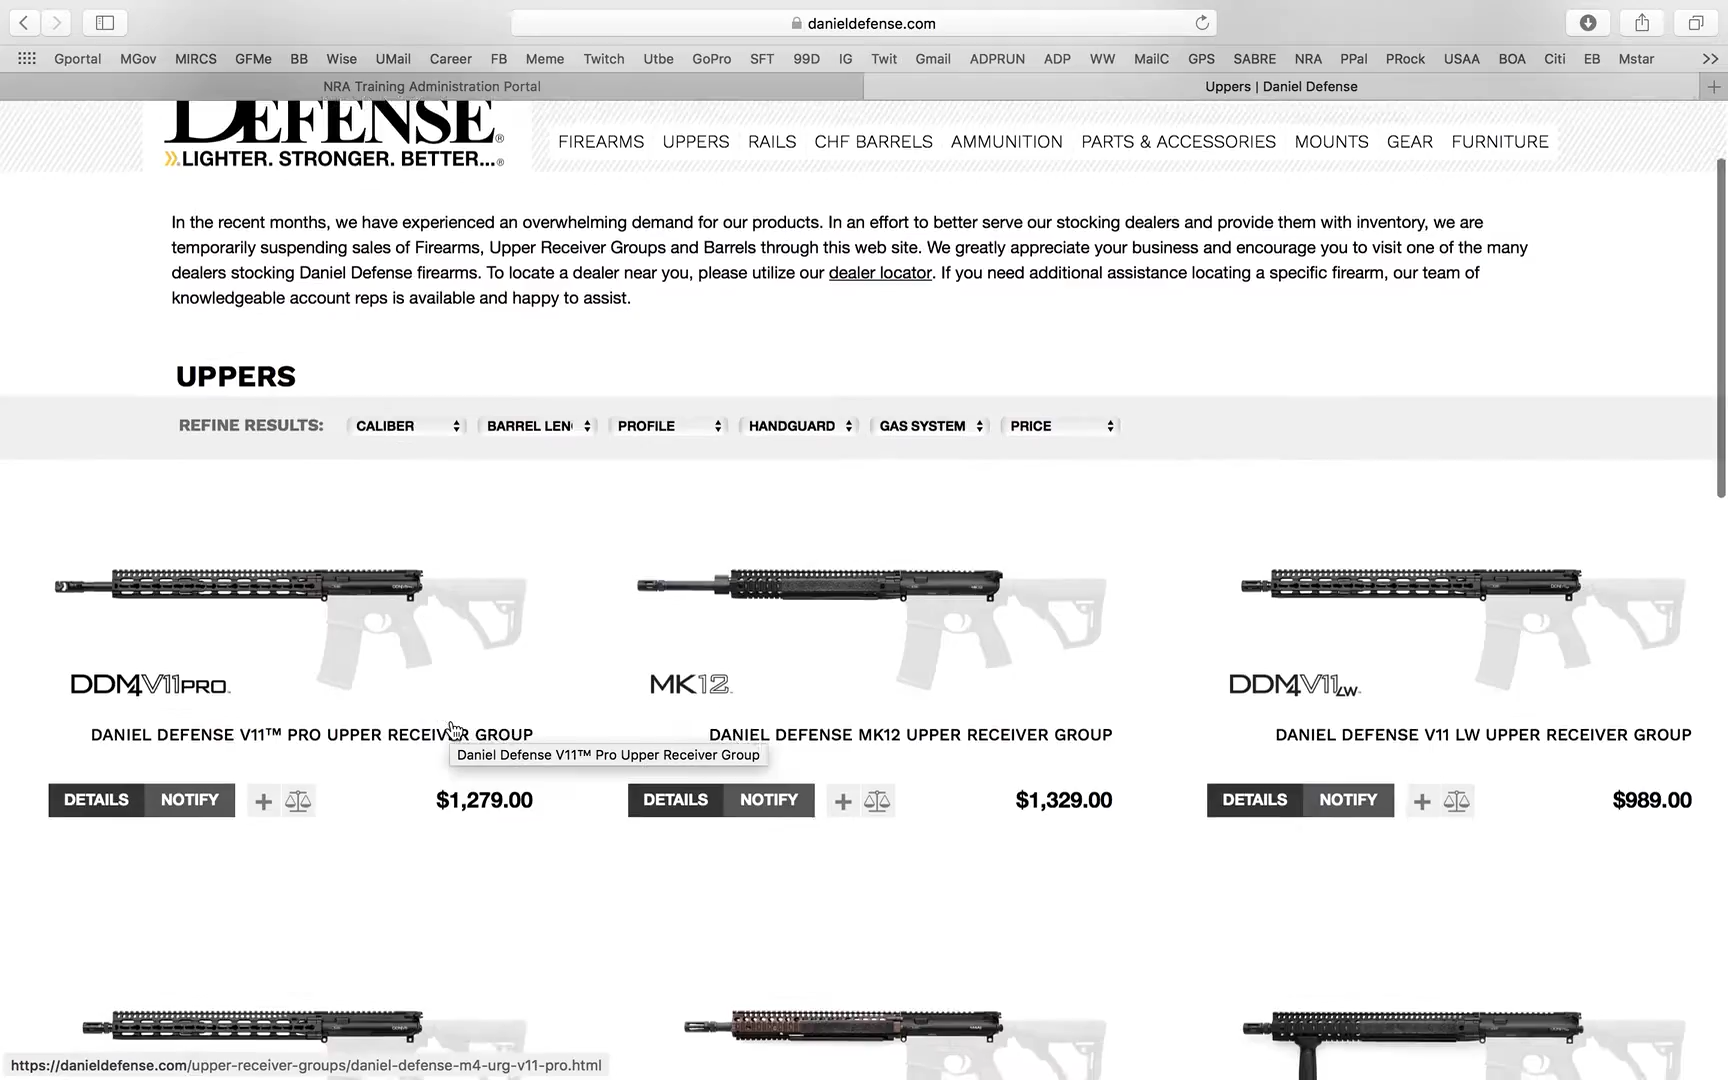 danieldefense.com
Gportal MGov MIRCS GFMe BB Wise UMail Career FB Meme Twitch Utbe GoPro SFT 99D IG Twit Gmail ADPRUN ADP WW MailC GPS SABRE NRA PPal PRock USAA BOA Citi EB Mstar
NRA Training Administration Portal
Uppers | Daniel Defense
DEFENSE®
LIGHTER. STRONGER. BETTER...®
FIREARMS UPPERS RAILS CHF BARRELS AMMUNITION PARTS & ACCESSORIES MOUNTS GEAR FURNITURE
In the recent months, we have experienced an overwhelming demand for our products. In an effort to better serve our stocking dealers and provide them with inventory, we are
temporarily suspending sales of Firearms, Upper Receiver Groups and Barrels through this web site. We greatly appreciate your business and encourage you to visit one of the many
dealers stocking Daniel Defense firearms. To locate a dealer near you, please utilize our dealer locator. If you need additional assistance locating a specific firearm, our team of
knowledgeable account reps is available and happy to assist.
UPPERS
REFINE RESULTS: CALIBER BARREL LEN PROFILE HANDGUARD GAS SYSTEM PRICE
DDM4V11PRO™
MK12™
DDM4V11LW™
DANIEL DEFENSE V11™ PRO UPPER RECEIVER GROUP
DANIEL DEFENSE MK12 UPPER RECEIVER GROUP
DANIEL DEFENSE V11 LW UPPER RECEIVER GROUP
Daniel Defense V11™ Pro Upper Receiver Group
DETAILS NOTIFY + $1,279.00
DETAILS NOTIFY + $1,329.00
DETAILS NOTIFY + $989.00
https://danieldefense.com/upper-receiver-groups/daniel-defense-m4-urg-v11-pro.html